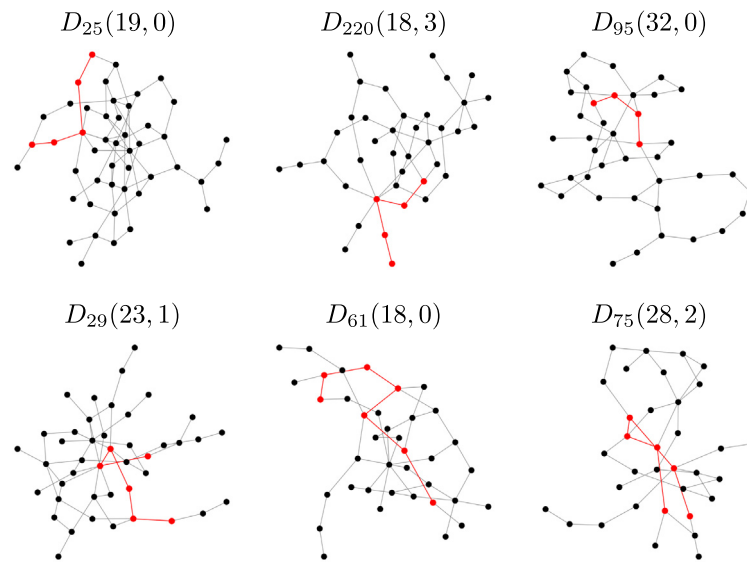 D₂₅(19, 0)
D₂₂₀(18, 3)
D₉₅(32, 0)
D₂₉(23, 1)
D₆₁(18, 0)
D₇₅(28, 2)